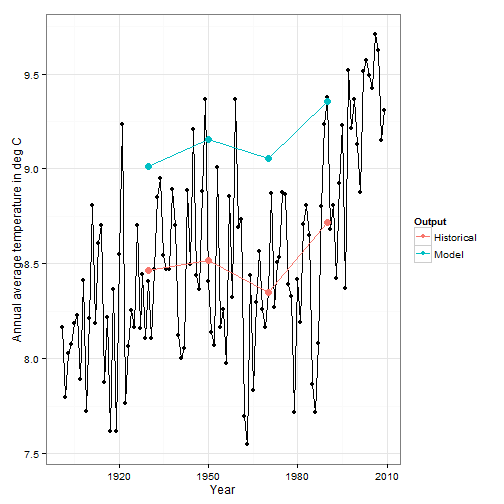 Annual average temperature in deg C
9.5
9.0
8.5
8.0
7.5
1920
1950
1980
2010
Year
Output
Historical
Model